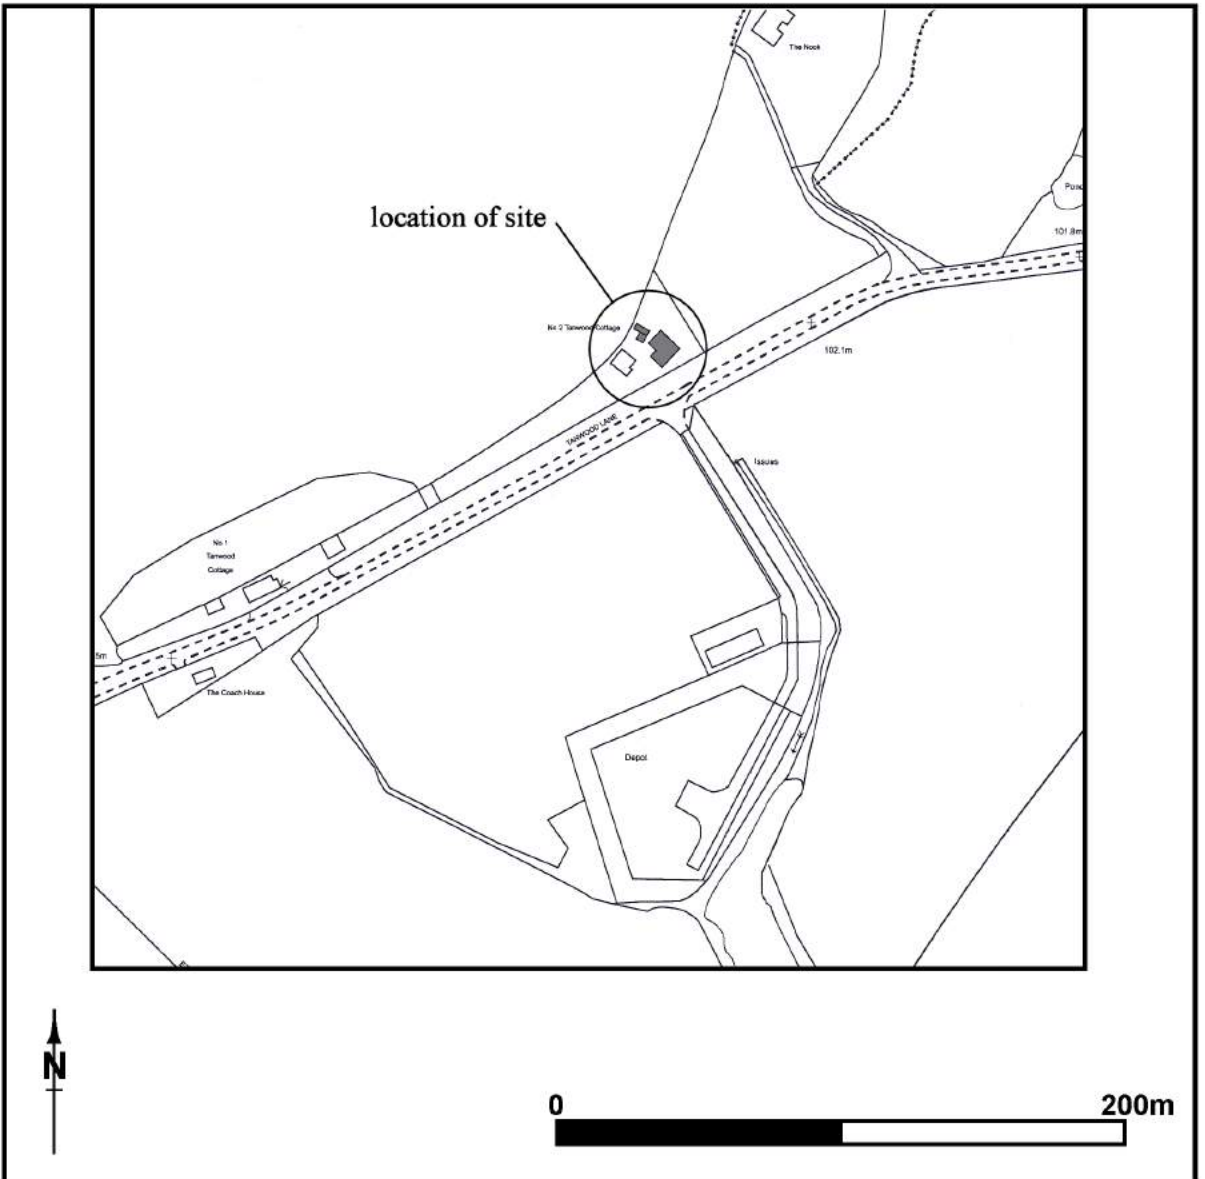 The Nook
Pond
101.8m
location of site
No 2 Tanwood Cottage
102.1m
TANWOOD LANE
Issues
No 1
Tanwood
Cottage
5m
The Coach House
Depot
N
0
200m